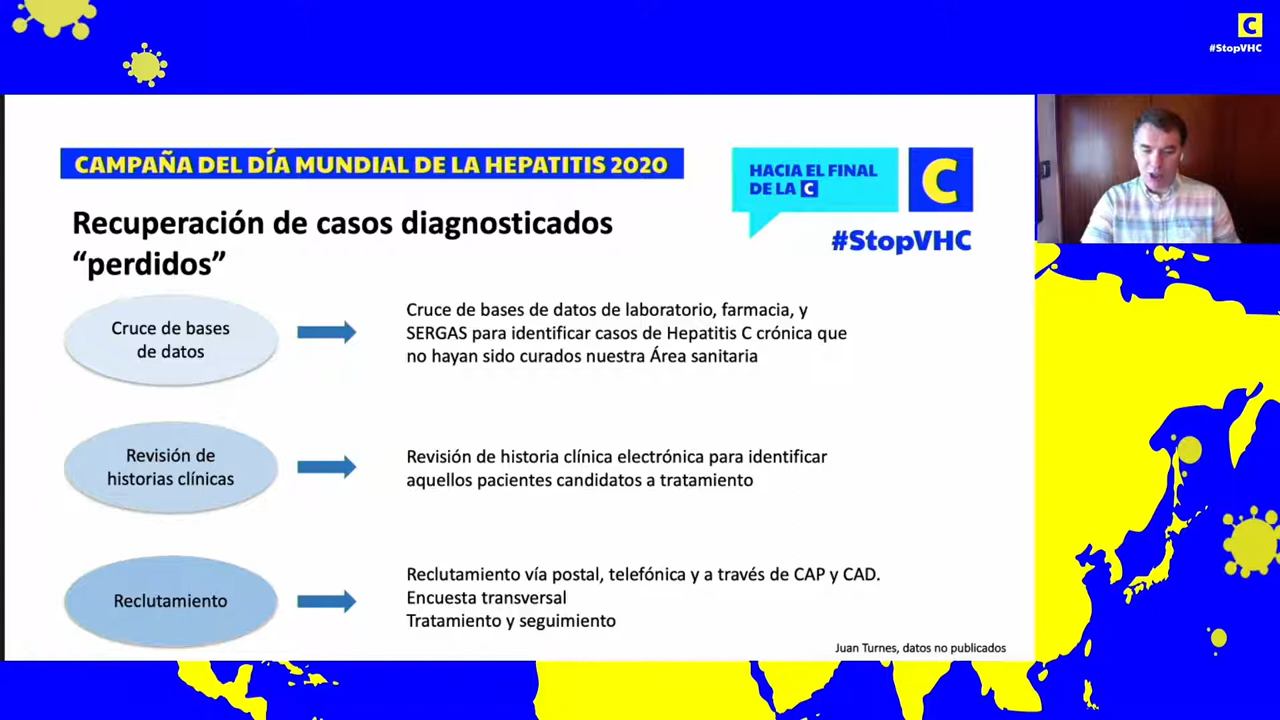 C
#StopVHC
CAMPAÑA DEL DÍA MUNDIAL DE LA HEPATITIS 2020
HACIA EL FINAL
DE LA C
C
#StopVHC
Recuperación de casos diagnosticados
“perdidos”
Cruce de bases
de datos
Cruce de bases de datos de laboratorio, farmacia, y
SERGAS para identificar casos de Hepatitis C crónica que
no hayan sido curados nuestra Área sanitaria
Revisión de
historias clínicas
Revisión de historia clínica electrónica para identificar
aquellos pacientes candidatos a tratamiento
Reclutamiento
Reclutamiento vía postal, telefónica y a través de CAP y CAD.
Encuesta transversal
Tratamiento y seguimiento
Juan Turnes, datos no publicados